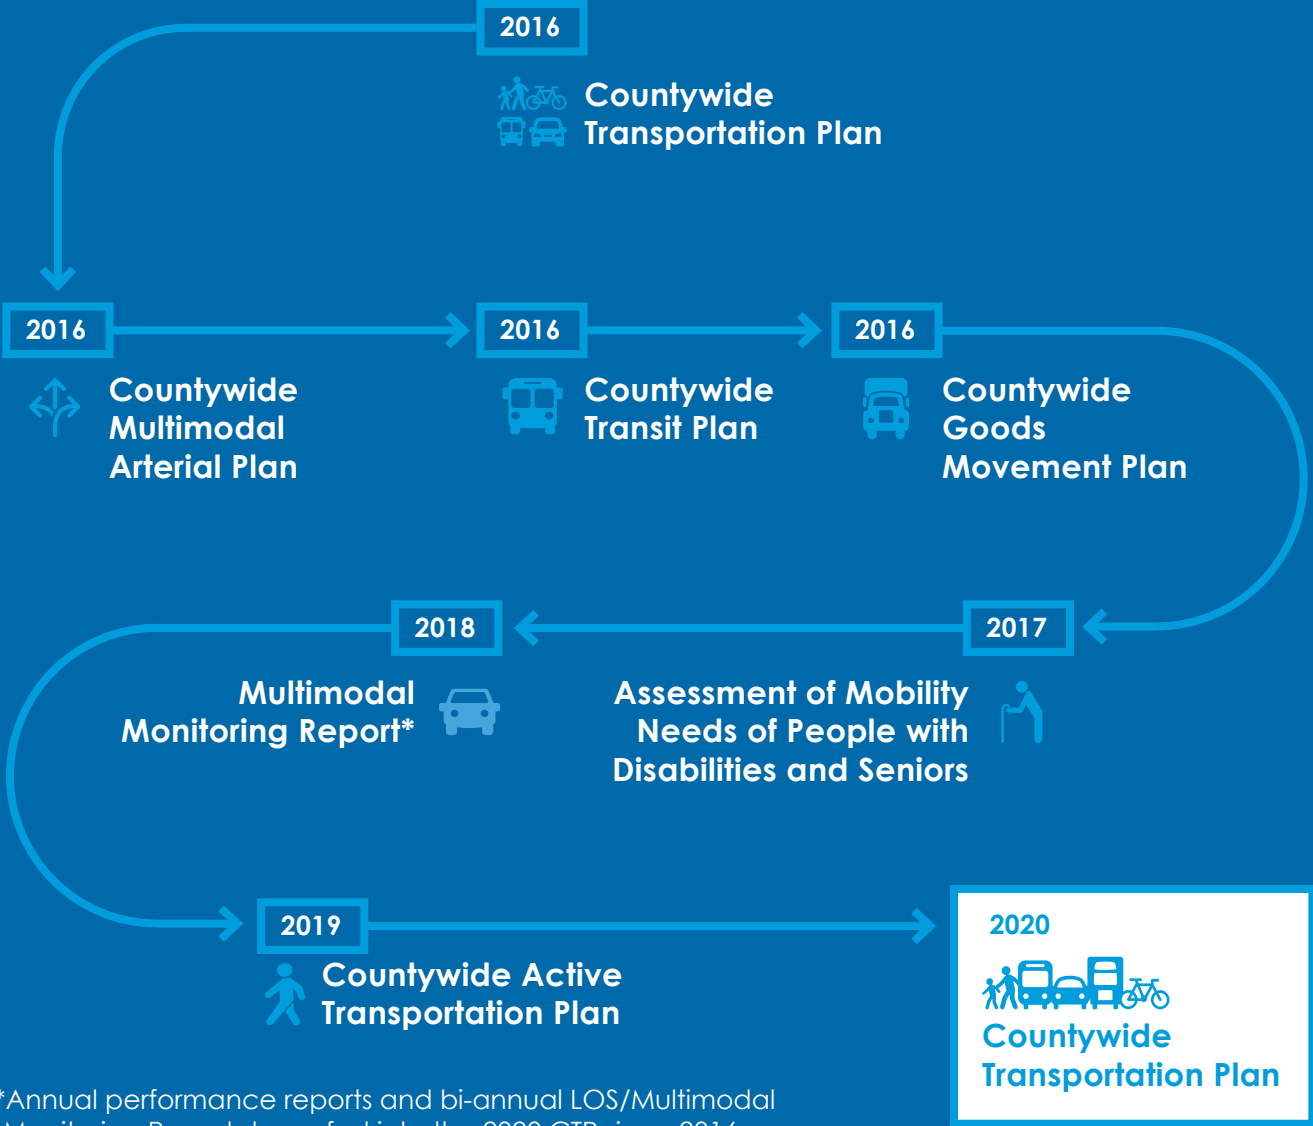 2016
Countywide
Transportation Plan
2016
Countywide
Multimodal
Arterial Plan
2016
Countywide
Transit Plan
2016
Countywide
Goods
Movement Plan
2017
Assessment of Mobility
Needs of People with
Disabilities and Seniors
2018
Multimodal
Monitoring Report*
2019
Countywide Active
Transportation Plan
2020
Countywide
Transportation Plan
*Annual performance reports and bi-annual LOS/Multimodal